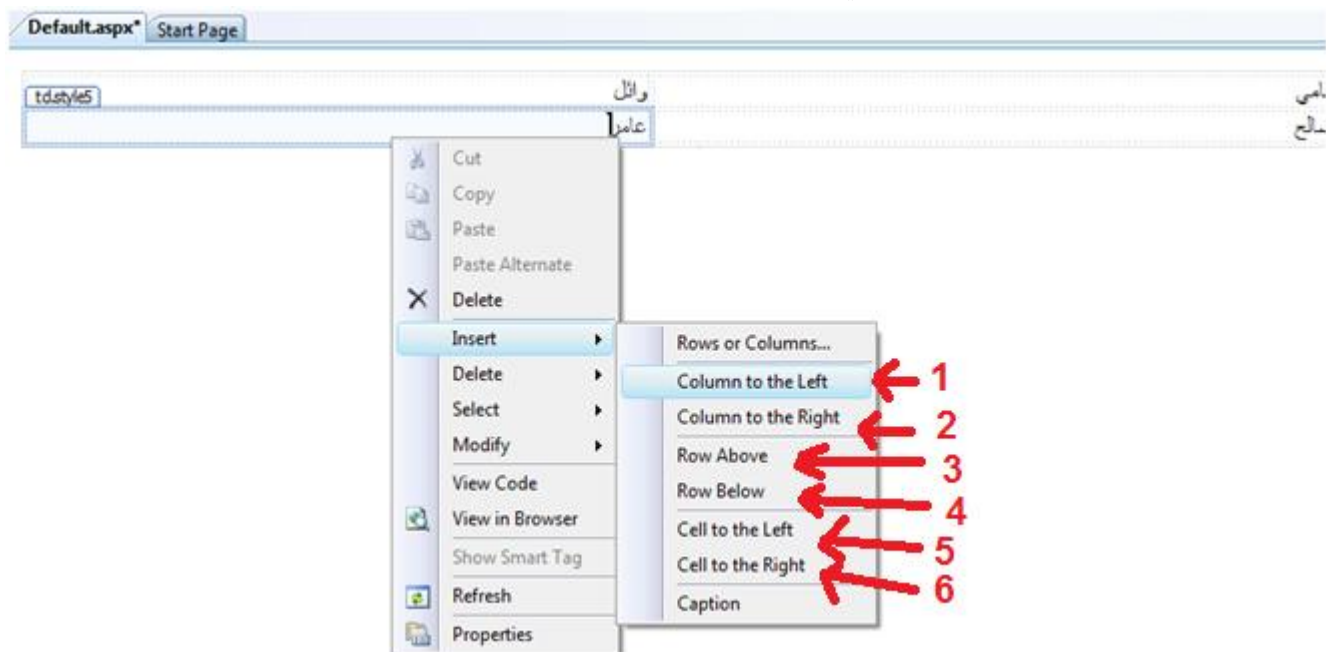 Default.aspx* Start Page
td.style5
وائل
عامر
Cut
Copy
Paste
Paste Alternate
Delete
Insert
Delete
Select
Modify
View Code
View in Browser
Show Smart Tag
Refresh
Properties
Rows or Columns...
Column to the Left 1
Column to the Right 2
Row Above 3
Row Below 4
Cell to the Left 5
Cell to the Right 6
Caption